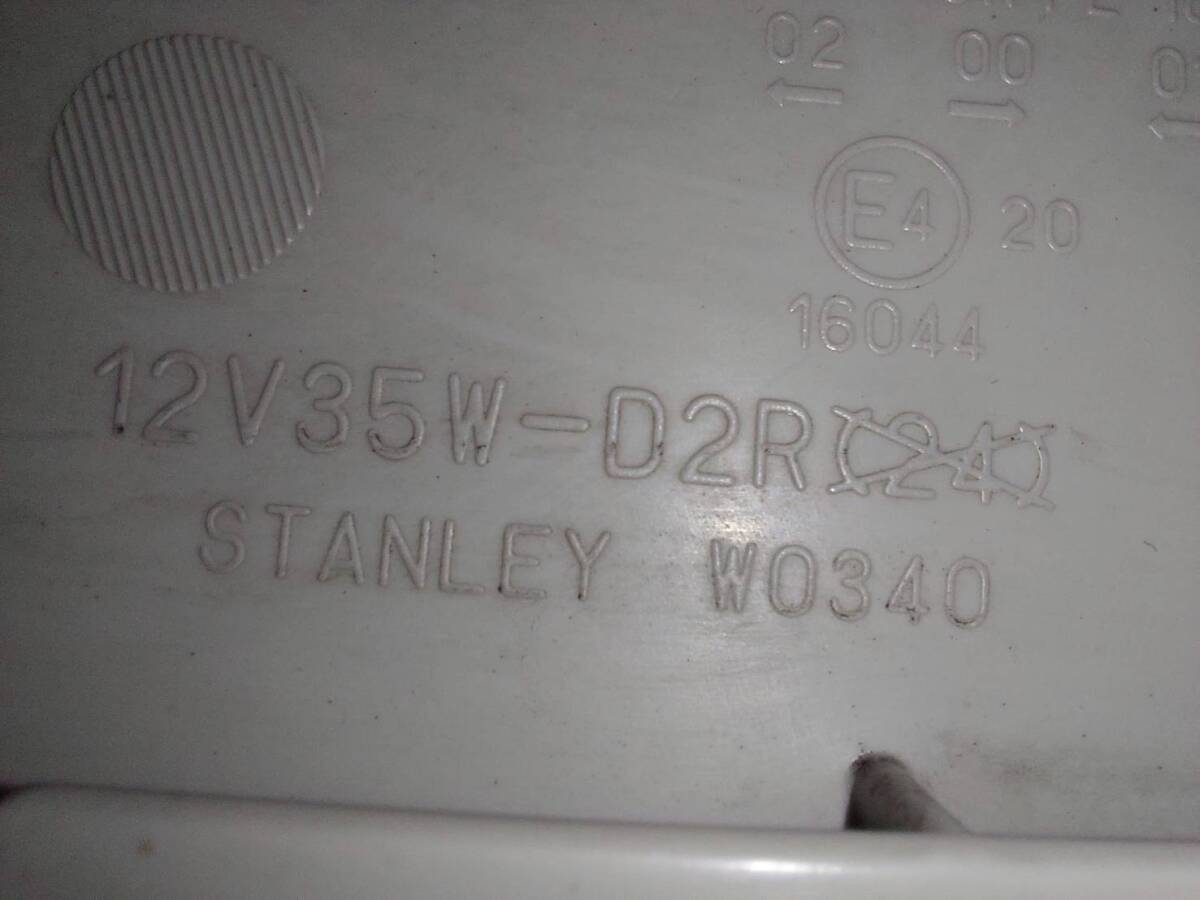 02 00
← → ←
E4 20
16044
12V35W-D2R
STANLEY W0340